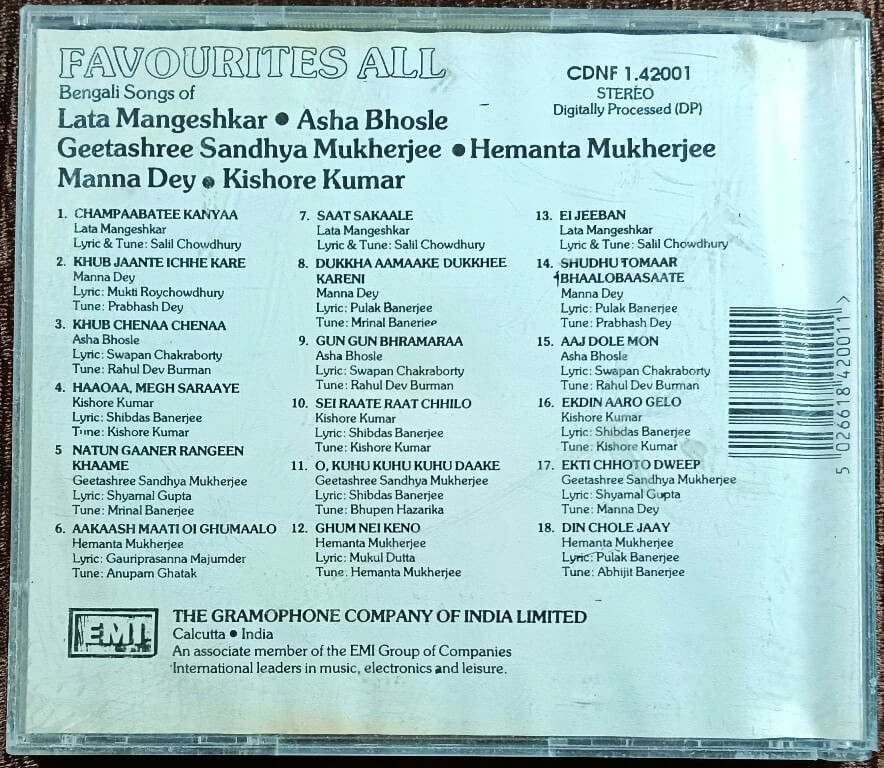 FAVOURITES ALL
Bengali Songs of
Lata Mangeshkar • Asha Bhosle
Geetashree Sandhya Mukherjee • Hemanta Mukherjee
Manna Dey • Kishore Kumar
CDNF 1.42001
STEREO
Digitally Processed (DP)
1. CHAMPAABATEE KANYAA
Lata Mangeshkar
Lyric & Tune: Salil Chowdhury
2. KHUB JAANTE ICHHE KARE
Manna Dey
Lyric: Mukti Roychowdhury
Tune: Prabhash Dey
3. KHUB CHENAA CHENAA
Asha Bhosle
Lyric: Swapan Chakraborty
Tune: Rahul Dev Burman
4. HAAOAA, MEGH SARAAYE
Kishore Kumar
Lyric: Shibdas Banerjee
Tune: Kishore Kumar
5 NATUN GAANER RANGEEN
KHAAME
Geetashree Sandhya Mukherjee
Lyric: Shyamal Gupta
Tune: Mrinal Banerjee
6. AAKAASH MAATI OI GHUMAALO
Hemanta Mukherjee
Lyric: Gauriprasanna Majumder
Tune: Anupam Ghatak
7. SAAT SAKAALE
Lata Mangeshkar
Lyric & Tune: Salil Chowdhury
8. DUKKHA AAMAAKE DUKKHEE
KARENI
Manna Dey
Lyric: Pulak Banerjee
Tune: Mrinal Banerjee
9. GUN GUN BHRAMARAA
Asha Bhosle
Lyric: Swapan Chakraborty
Tune: Rahul Dev Burman
10. SEI RAATE RAAT CHHILO
Kishore Kumar
Lyric: Shibdas Banerjee
Tune: Kishore Kumar
11. O, KUHU KUHU KUHU DAAKE
Geetashree Sandhya Mukherjee
Lyric: Shibdas Banerjee
Tune: Bhupen Hazarika
12. GHUM NEI KENO
Hemanta Mukherjee
Lyric: Mukul Dutta
Tune: Hemanta Mukherjee
13. EI JEEBAN
Lata Mangeshkar
Lyric & Tune: Salil Chowdhury
14. SHUDHU TOMAAR
BHAALOBAASAATE
Manna Dey
Lyric: Pulak Banerjee
Tune: Prabhash Dey
15. AAJ DOLE MON
Asha Bhosle
Lyric: Swapan Chakraborty
Tune: Rahul Dev Burman
16. EKDIN AARO GELO
Kishore Kumar
Lyric: Shibdas Banerjee
Tune: Kishore Kumar
17. EKTI CHHOTO DWEEP
Geetashree Sandhya Mukherjee
Lyric: Shyamal Gupta
Tune: Manna Dey
18. DIN CHOLE JAAY
Hemanta Mukherjee
Lyric: Pulak Banerjee
Tune: Abhijit Banerjee
5 026618 420011 >
EMI
THE GRAMOPHONE COMPANY OF INDIA LIMITED
Calcutta • India
An associate member of the EMI Group of Companies
International leaders in music, electronics and leisure.